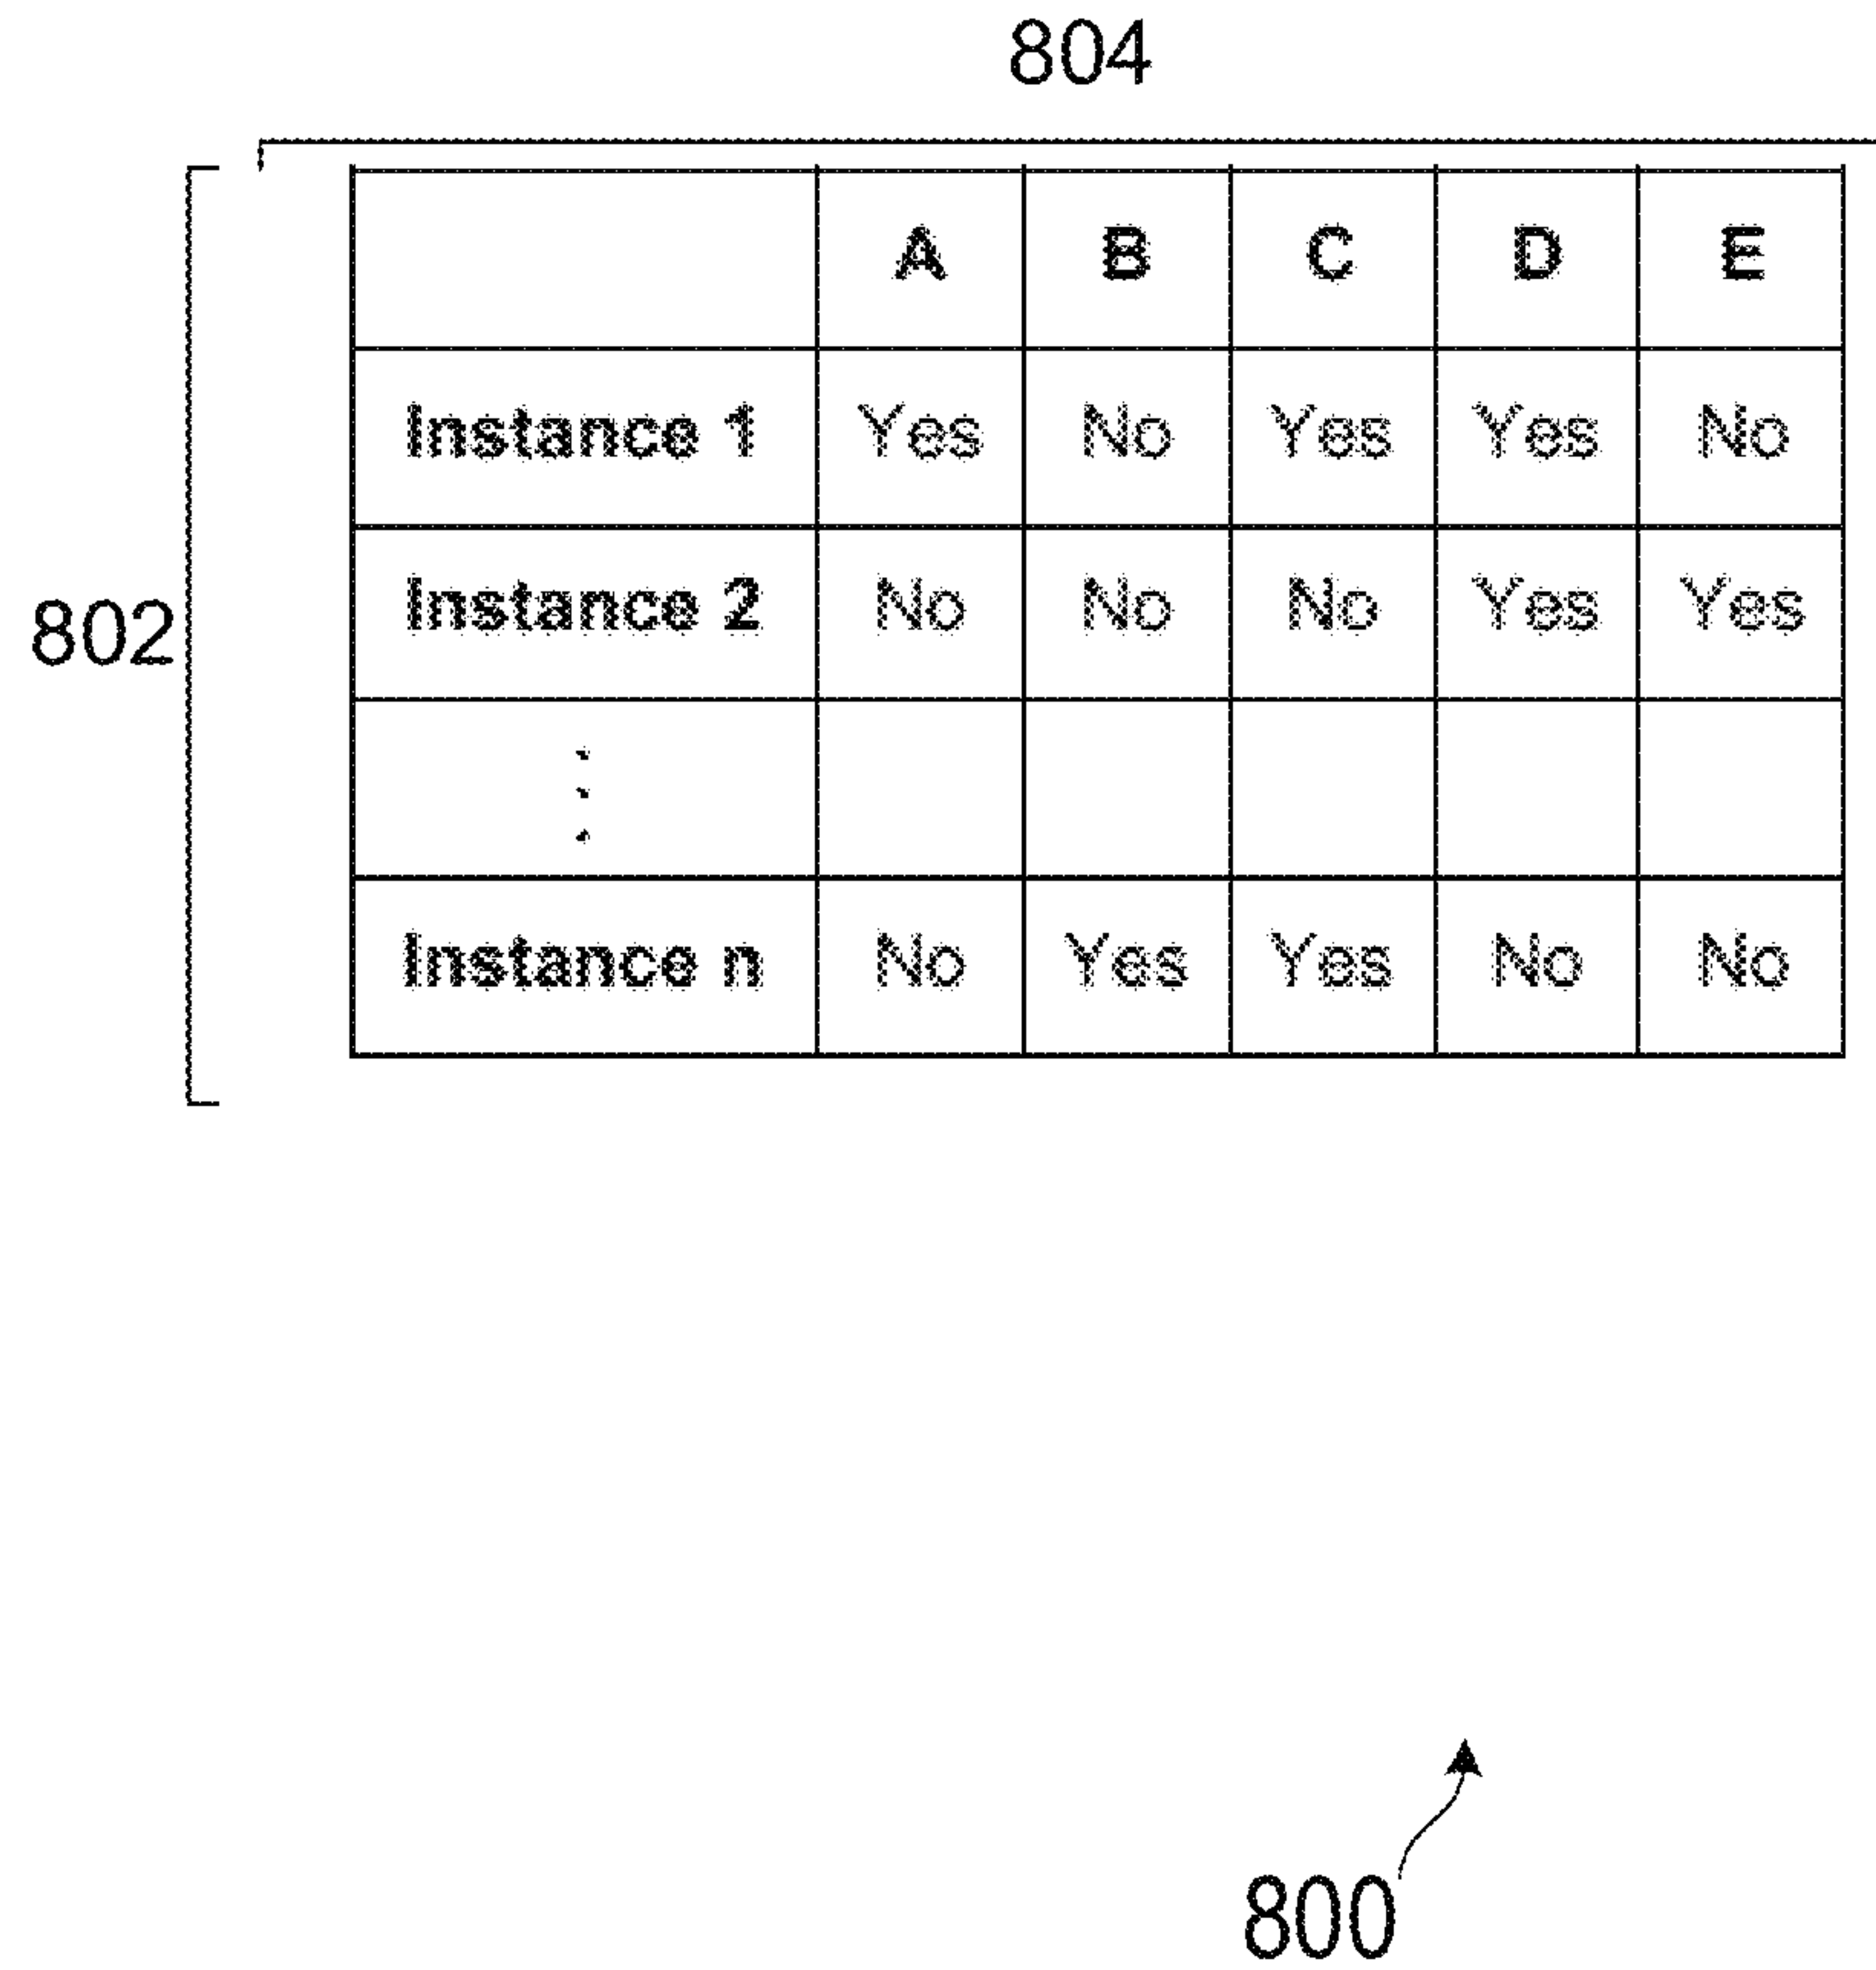 804
A B C D E
Instance 1 Yes No Yes Yes No
802
Instance 2 No No No Yes Yes
⋮
Instance n No Yes Yes No No
800